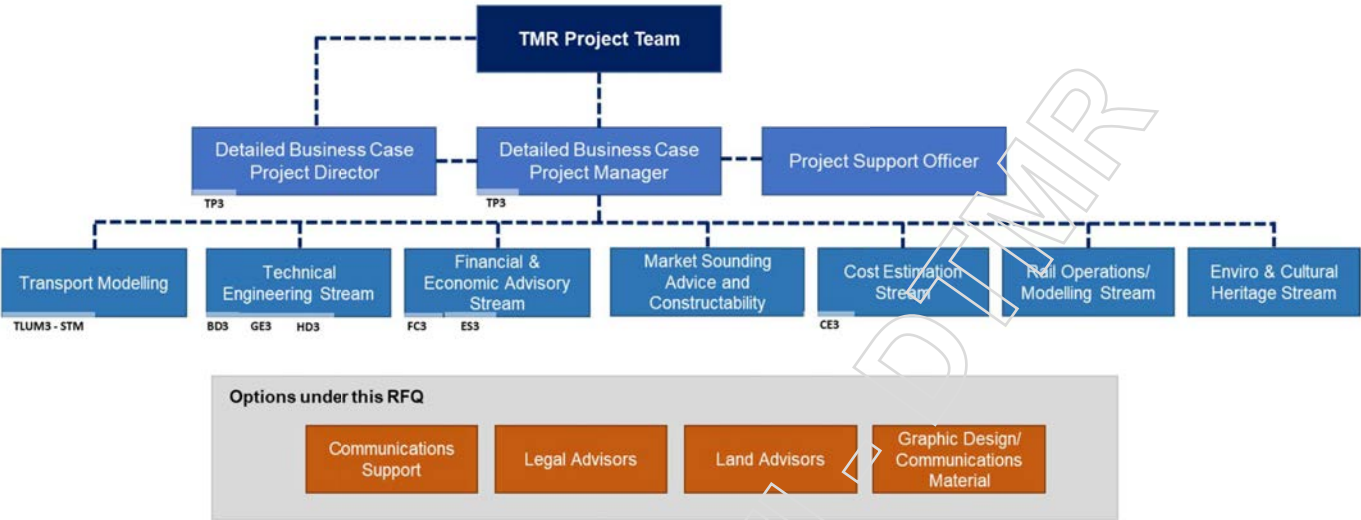 TMR Project Team
Detailed Business Case
Project Director
Detailed Business Case
Project Manager
Project Support Officer
TP3
TP3
Transport Modelling
Technical
Engineering Stream
Financial &
Economic Advisory
Stream
Market Sounding
Advice and
Constructability
Cost Estimation
Stream
Rail Operations/
Modelling Stream
Enviro & Cultural
Heritage Stream
TLUM3 - STM
BD3
GE3
HD3
FC3
ES3
CE3
Options under this RFQ
Communications
Support
Legal Advisors
Land Advisors
Graphic Design/
Communications
Material
DTMR